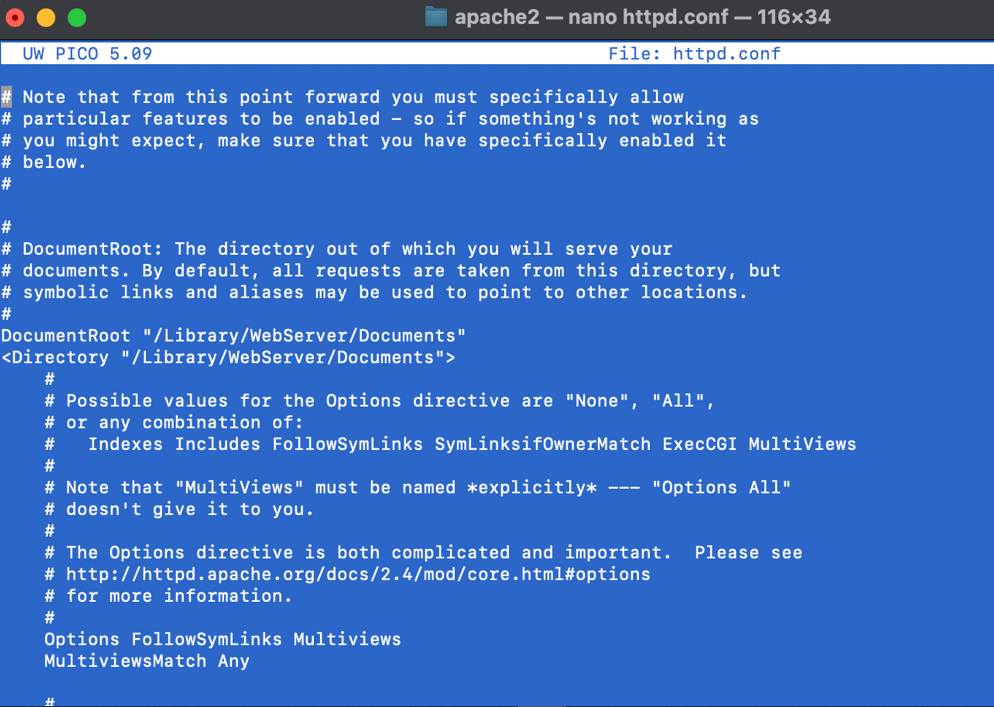 apache2 — nano httpd.conf — 116×34
UW PICO 5.09 File: httpd.conf
# Note that from this point forward you must specifically allow
# particular features to be enabled - so if something's not working as
# you might expect, make sure that you have specifically enabled it
# below.
#
#
# DocumentRoot: The directory out of which you will serve your
# documents. By default, all requests are taken from this directory, but
# symbolic links and aliases may be used to point to other locations.
#
DocumentRoot "/Library/WebServer/Documents"
<Directory "/Library/WebServer/Documents">
#
# Possible values for the Options directive are "None", "All",
# or any combination of:
#   Indexes Includes FollowSymLinks SymLinksifOwnerMatch ExecCGI MultiViews
#
# Note that "MultiViews" must be named *explicitly* --- "Options All"
# doesn't give it to you.
#
# The Options directive is both complicated and important.  Please see
# http://httpd.apache.org/docs/2.4/mod/core.html#options
# for more information.
#
Options FollowSymLinks Multiviews
MultiviewsMatch Any
#